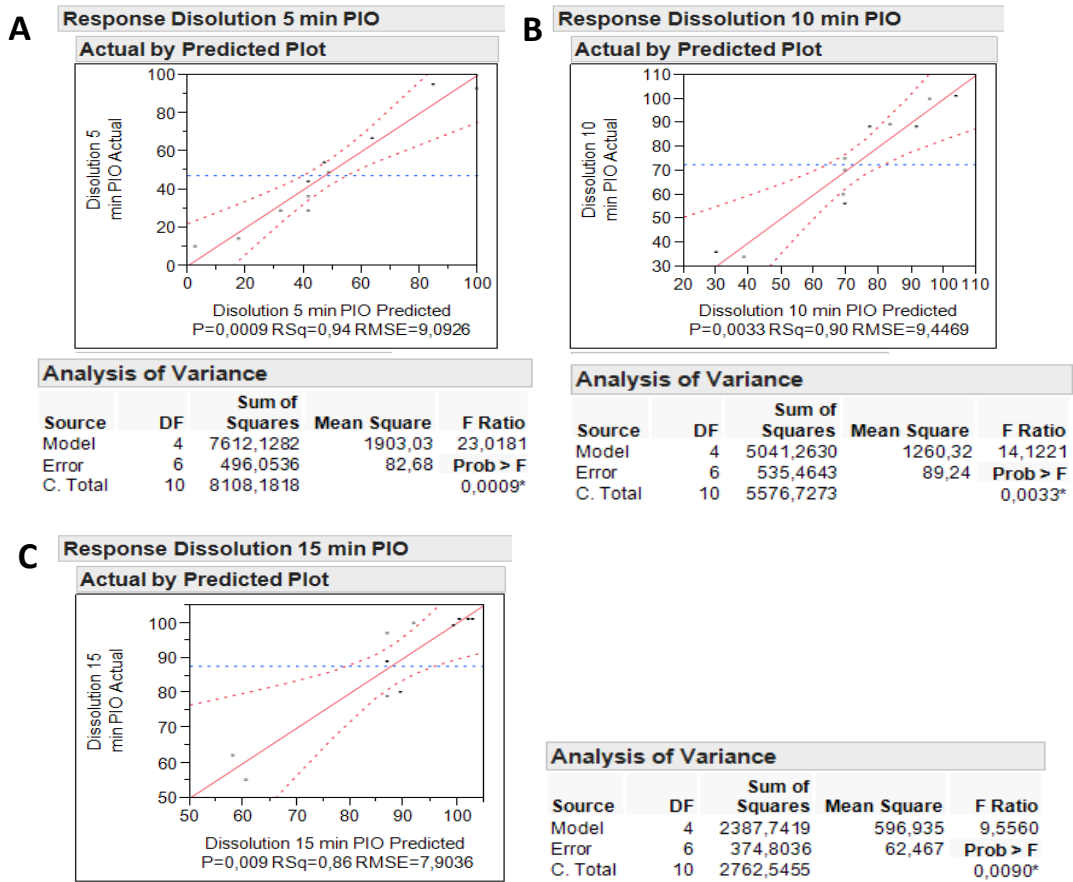 A
Response Disolution 5 min PIO
Actual by Predicted Plot
Disolution 5
min PIO Actual
100
80
60
40
20
0
0 20 40 60 80 100
Disolution 5 min PIO Predicted
P=0,0009 RSq=0,94 RMSE=9,0926
Analysis of Variance
Sum of
Source DF Squares Mean Square F Ratio
Model 4 7612,1282 1903,03 23,0181
Error 6 496,0536 82,68 Prob > F
C. Total 10 8108,1818 0,0009*
B
Response Dissolution 10 min PIO
Actual by Predicted Plot
Dissolution 10
min PIO Actual
110
100
90
80
70
60
50
40
30
20 30 40 50 60 70 80 90 100 110
Dissolution 10 min PIO Predicted
P=0,0033 RSq=0,90 RMSE=9,4469
Analysis of Variance
Sum of
Source DF Squares Mean Square F Ratio
Model 4 5041,2630 1260,32 14,1221
Error 6 535,4643 89,24 Prob > F
C. Total 10 5576,7273 0,0033*
C
Response Dissolution 15 min PIO
Actual by Predicted Plot
Dissolution 15
min PIO Actual
100
90
80
70
60
50
50 60 70 80 90 100
Dissolution 15 min PIO Predicted
P=0,009 RSq=0,86 RMSE=7,9036
Analysis of Variance
Sum of
Source DF Squares Mean Square F Ratio
Model 4 2387,7419 596,935 9,5560
Error 6 374,8036 62,467 Prob > F
C. Total 10 2762,5455 0,0090*